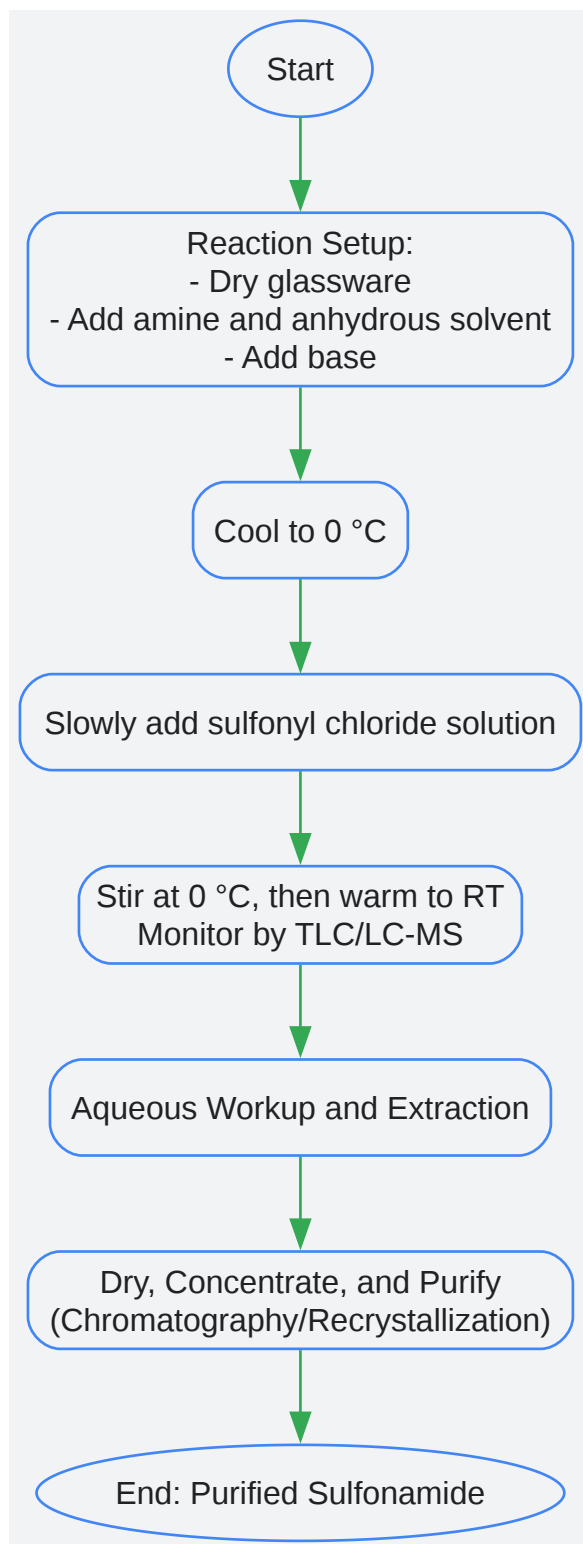 Start
Reaction Setup:
- Dry glassware
- Add amine and anhydrous solvent
- Add base
Cool to 0 °C
Slowly add sulfonyl chloride solution
Stir at 0 °C, then warm to RT
Monitor by TLC/LC-MS
Aqueous Workup and Extraction
Dry, Concentrate, and Purify
(Chromatography/Recrystallization)
End: Purified Sulfonamide